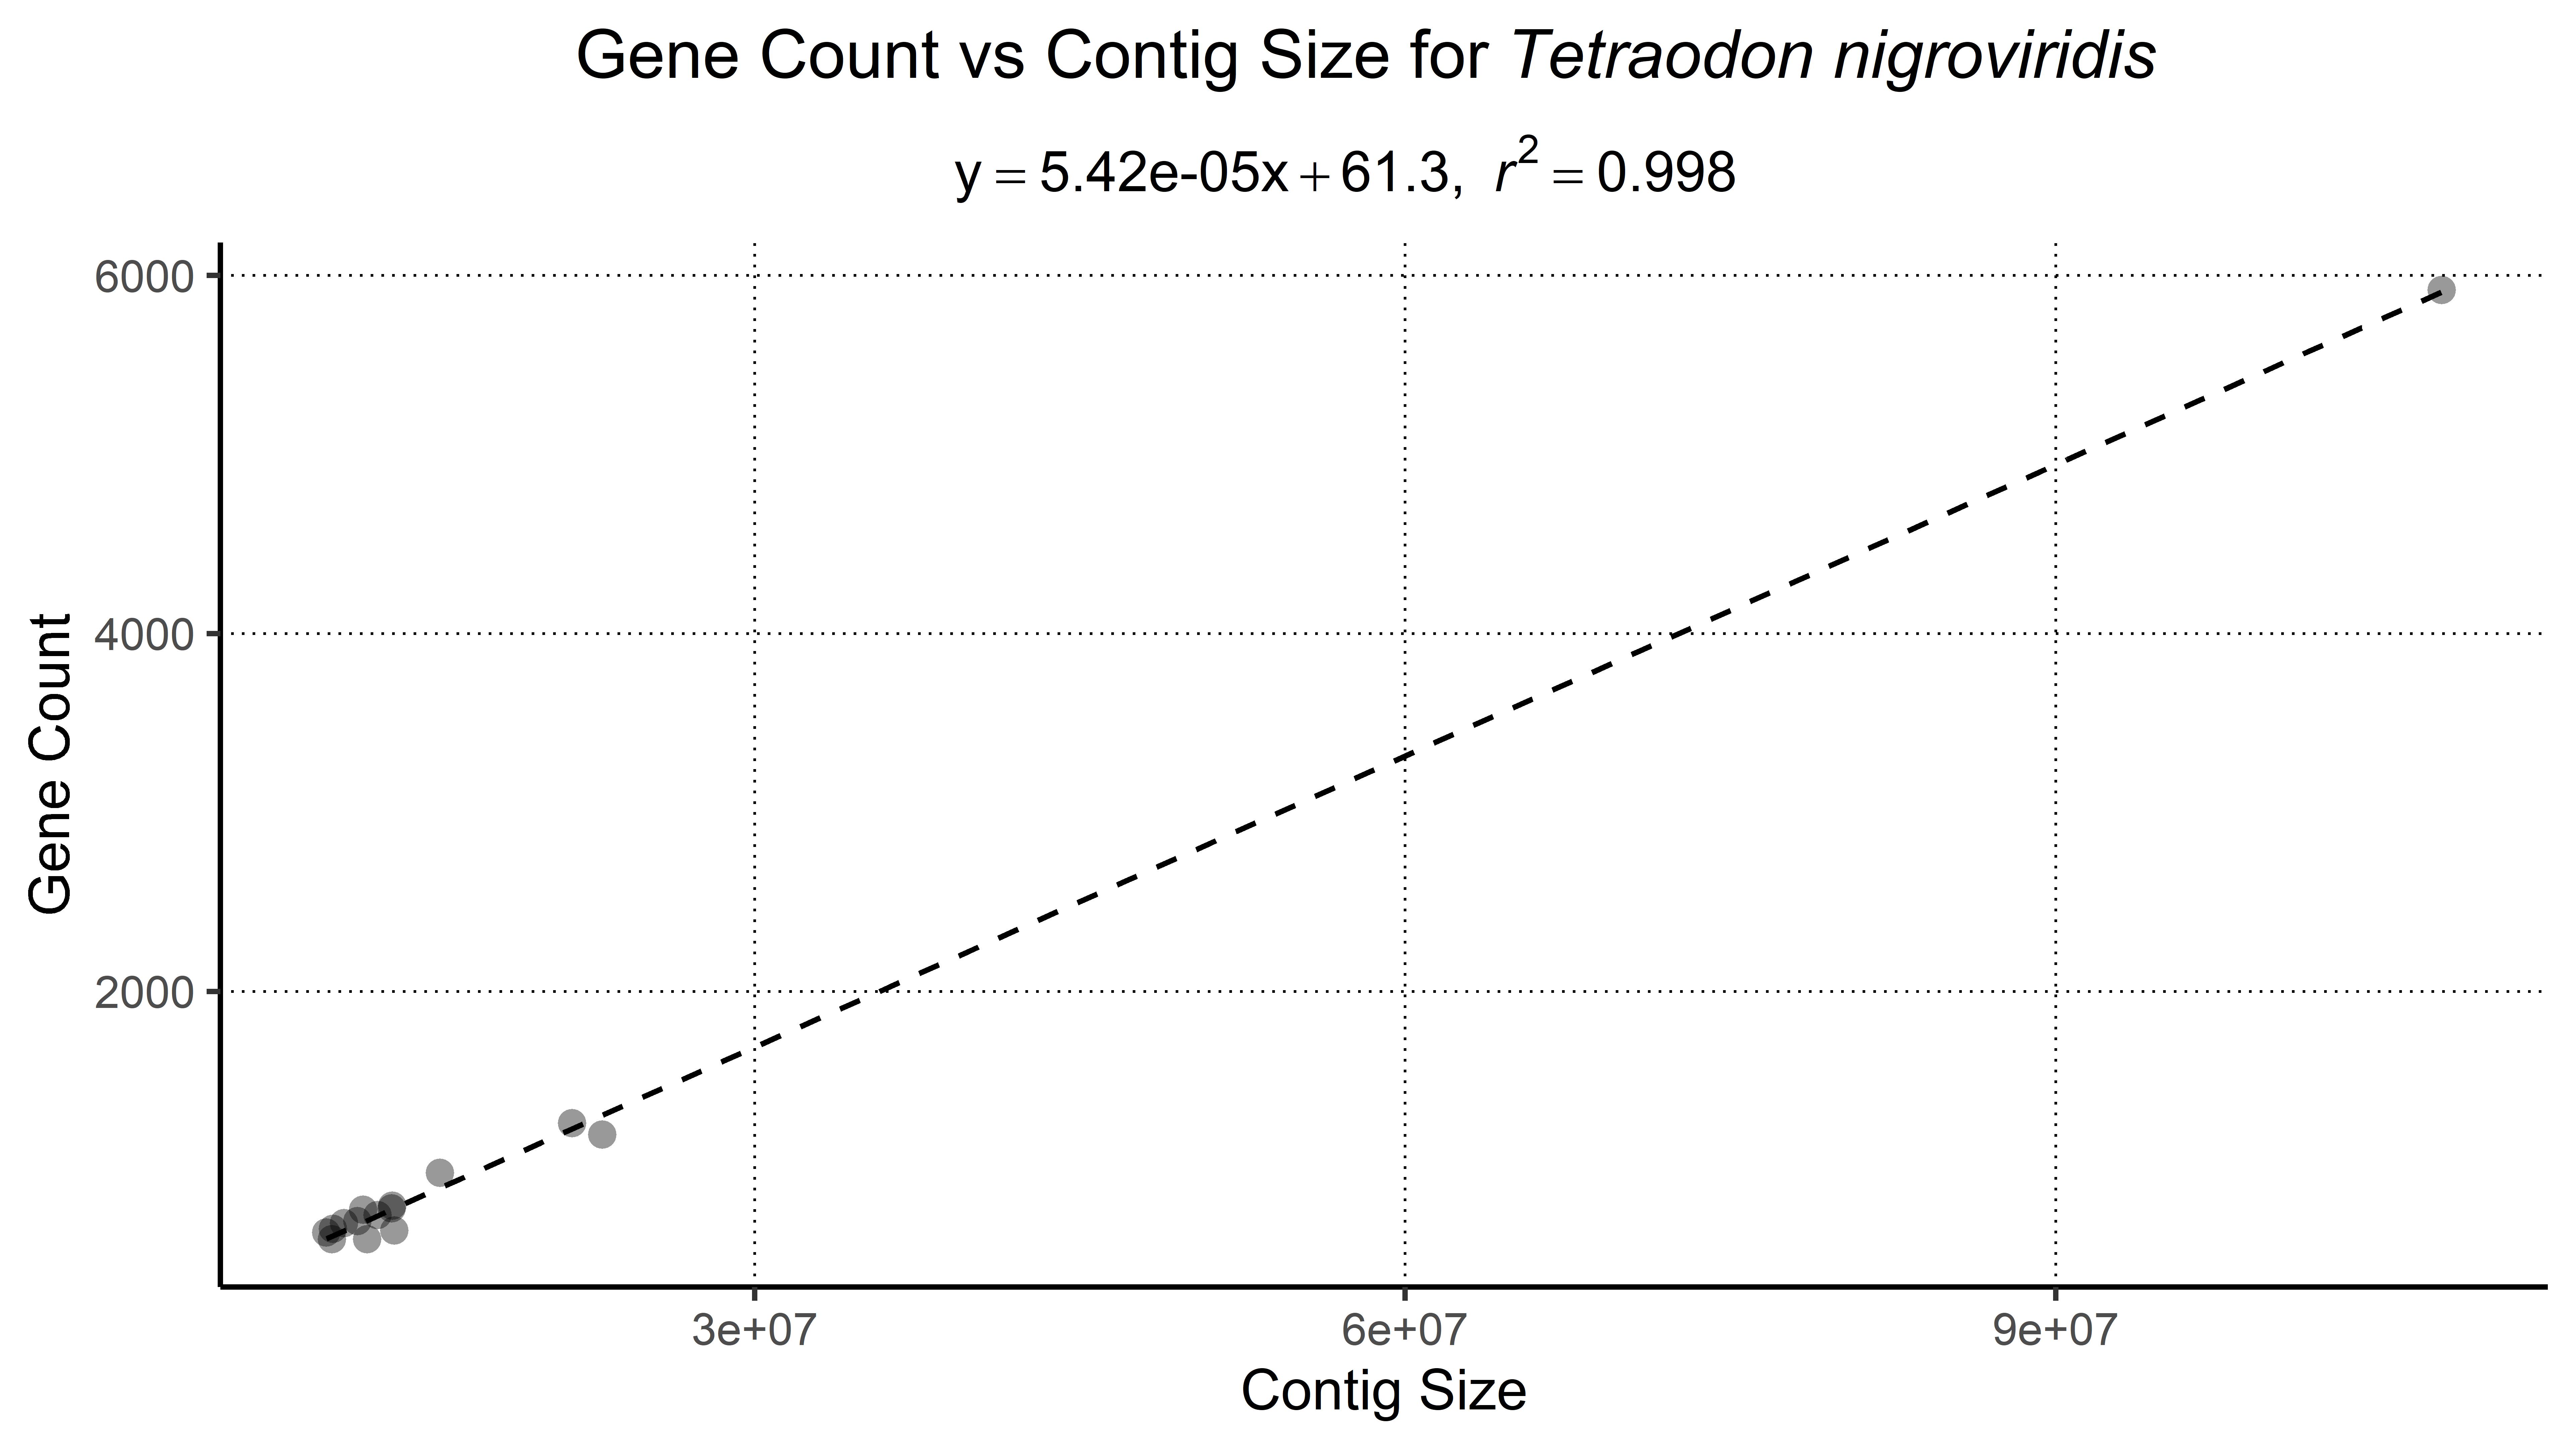 Gene Count vs Contig Size for Tetraodon nigroviridis
y = 5.42e-05x + 61.3, r² = 0.998
6000
4000
2000
Gene Count
3e+07 6e+07 9e+07
Contig Size